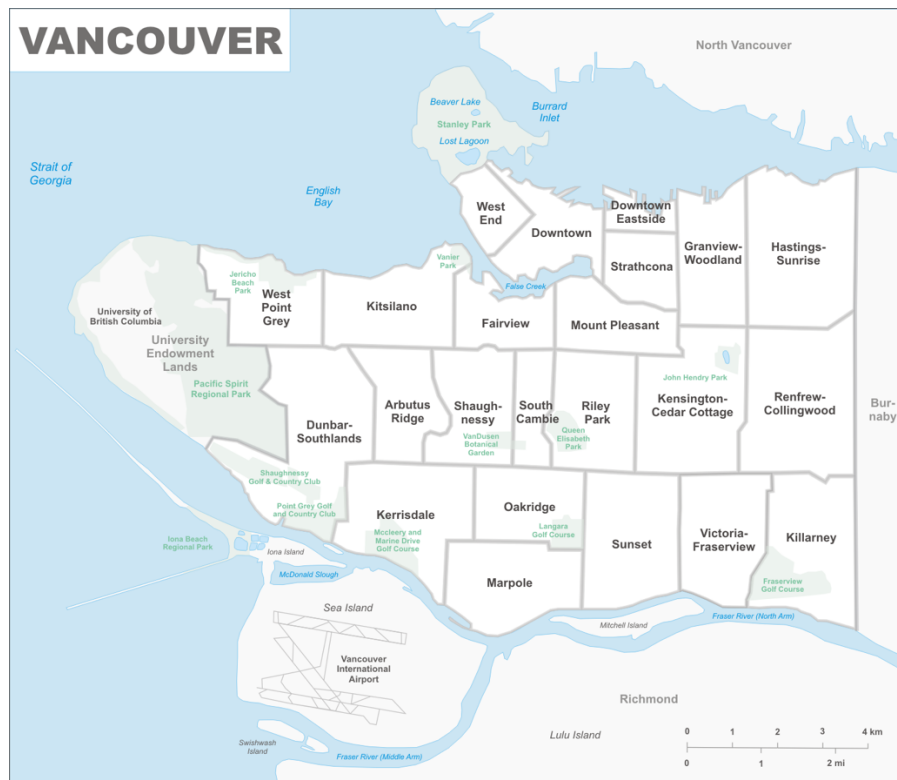 VANCOUVER
North Vancouver
Beaver Lake
Burrard
Inlet
Stanley Park
Lost Lagoon
Strait of
Georgia
English
Bay
West
End
Downtown
Eastside
Downtown
Granview-
Woodland
Hastings-
Sunrise
Strathcona
Vanier
Park
Jericho
Beach
Park
West
Point
Grey
Kitsilano
False Creek
Fairview
Mount Pleasant
University of
British Columbia
University
Endowment
Lands
Pacific Spirit
Regional Park
John Hendry Park
Dunbar-
Southlands
Arbutus
Ridge
Shaugh-
nessy
South
Cambie
Riley
Park
Kensington-
Cedar Cottage
Renfrew-
Collingwood
Bur-
naby
VanDusen
Botanical
Garden
Queen
Elisabeth
Park
Shaughnessy
Golf & Country Club
Point Grey Golf
and Country Club
Kerrisdale
Oakridge
Mccleery and
Marine Drive
Golf Course
Langara
Golf Course
Sunset
Victoria-
Fraserview
Killarney
Iona Beach
Regional Park
Iona Island
McDonald Slough
Marpole
Fraserview
Golf Course
Sea Island
Mitchell Island
Fraser River (North Arm)
Vancouver
International
Airport
Richmond
Swishwash
Island
Fraser River (Middle Arm)
Lulu Island
0 1 2 3 4 km
0 1 2 mi